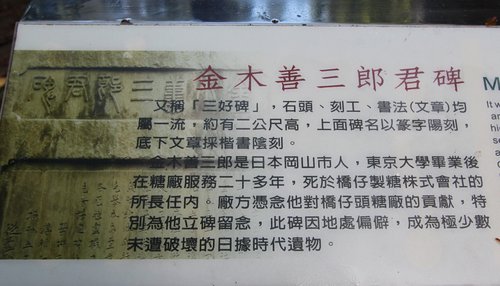 金木善三郎君碑
又稱「三好碑」，石頭、刻工、書法(文章)均
屬一流，約有二公尺高，上面碑名以篆字陽刻，
底下文章採楷書陰刻。
金木善三郎是日本岡山市人，東京大學畢業後
在糖廠服務二十多年，死於橋仔製糖株式會社的
所長任內。廠方憑念他對橋仔頭糖廠的貢獻，特
別為他立碑留念，此碑因地處偏僻，成為極少數
未遭破壞的日據時代遺物。
M
It